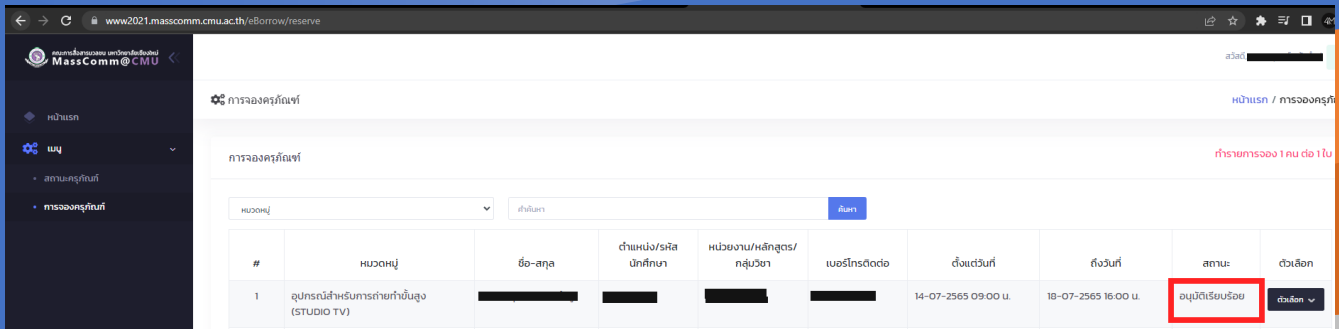 www2021.masscomm.cmu.ac.th/eBorrow/reserve
คณะการสื่อสารมวลชน มหาวิทยาลัยเชียงใหม่
MassComm@CMU
สวัสดี,
การจองครุภัณฑ์
หน้าแรก / การจองครุภั
หน้าแรก
เมนู
สถานะครุภัณฑ์
การจองครุภัณฑ์
การจองครุภัณฑ์
ทำรายการจอง 1 คน ต่อ 1 ใบ
หมวดหมู่
คำค้นหา
ค้นหา
# หมวดหมู่ ชื่อ-สกุล ตำแหน่ง/รหัส หน่วยงาน/หลักสูตร/ เบอร์โทรติดต่อ ตั้งแต่วันที่ ถึงวันที่ สถานะ ตัวเลือก
นักศึกษา กลุ่มวิชา
1 อุปกรณ์สำหรับการถ่ายทำขั้นสูง 14-07-2565 09:00 น. 18-07-2565 16:00 น. อนุมัติเรียบร้อย ตัวเลือก
(STUDIO TV)